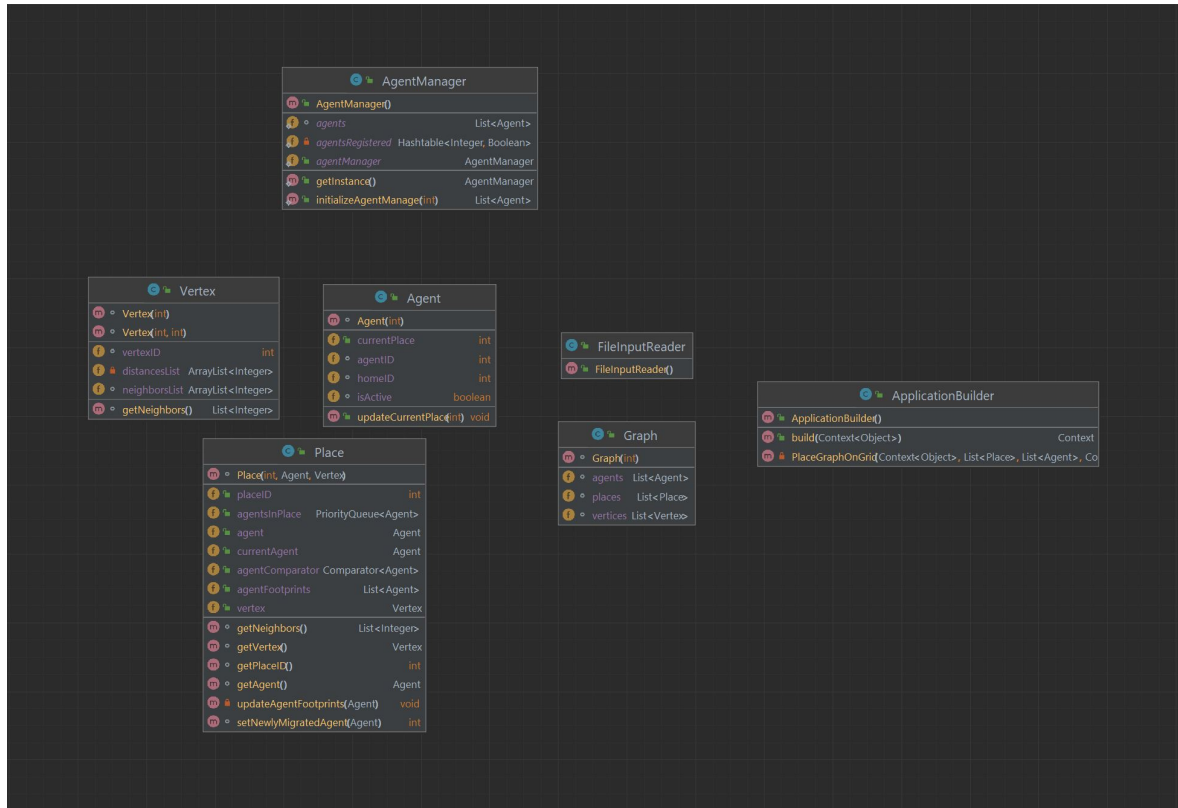 AgentManager
AgentManager()
agents List<Agent>
agentsRegistered Hashtable<Integer, Boolean>
agentManager AgentManager
getInstance() AgentManager
initializeAgentManage(int) List<Agent>
Vertex
Vertex(int)
Vertex(int, int)
vertexID int
distancesList ArrayList<Integer>
neighborsList ArrayList<Integer>
getNeighbors() List<Integer>
Agent
Agent(int)
currentPlace int
agentID int
homeID int
isActive boolean
updateCurrentPlace(int) void
FileInputReader
FileInputReader()
ApplicationBuilder
ApplicationBuilder()
build(Context<Object>) Context
PlaceGraphOnGrid(Context<Object>, List<Place>, List<Agent>, Co
Graph
Graph(int)
agents List<Agent>
places List<Place>
vertices List<Vertex>
Place
Place(int, Agent, Vertex)
placeID int
agentsInPlace PriorityQueue<Agent>
agent Agent
currentAgent Agent
agentComparator Comparator<Agent>
agentFootprints List<Agent>
vertex Vertex
getNeighbors() List<Integer>
getVertex() Vertex
getPlaceID() int
getAgent() Agent
updateAgentFootprints(Agent) void
setNewlyMigratedAgent(Agent) int